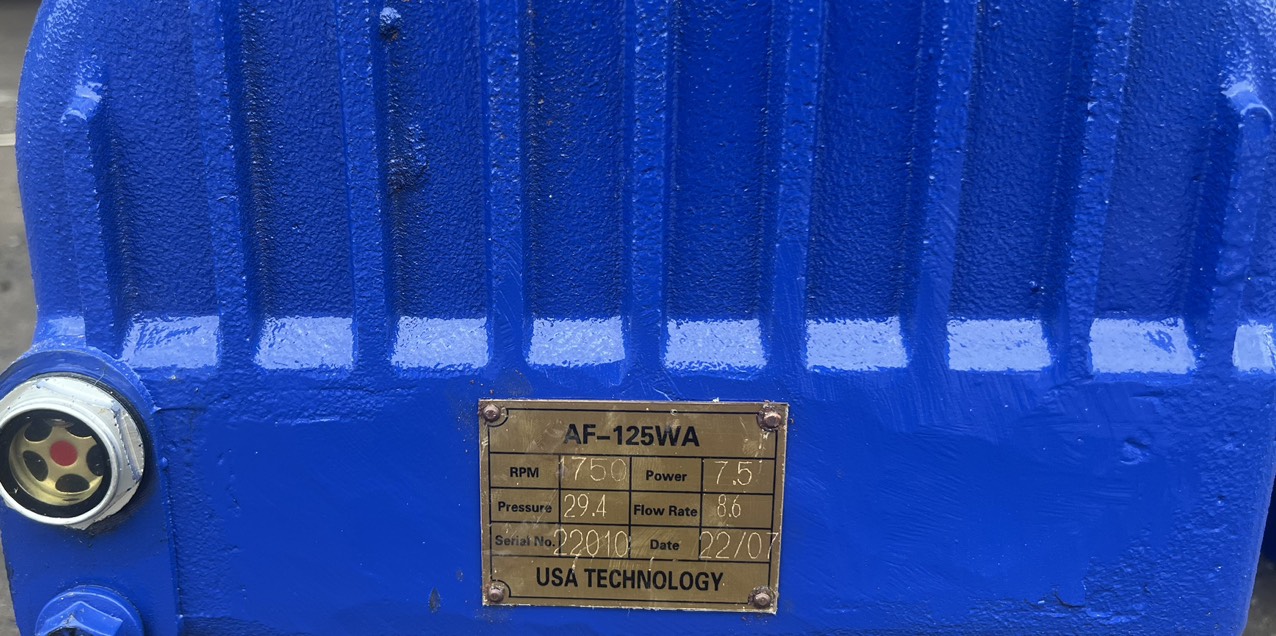 AF-125WA
RPM 1750 Power 7.5
Pressure 29.4 Flow Rate 8.6
Serial No. 22010 Date 22/07
USA TECHNOLOGY